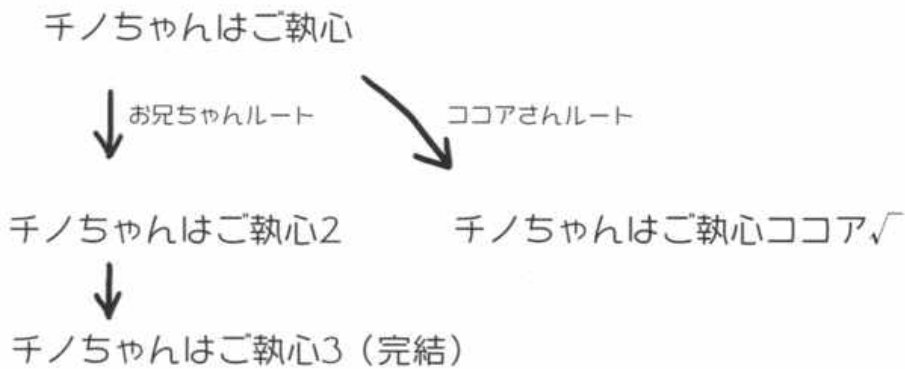 チノちゃんはご執心
お兄ちゃんルート
ココアさんルート
チノちゃんはご執心2
チノちゃんはご執心ココア√
チノちゃんはご執心3（完結）